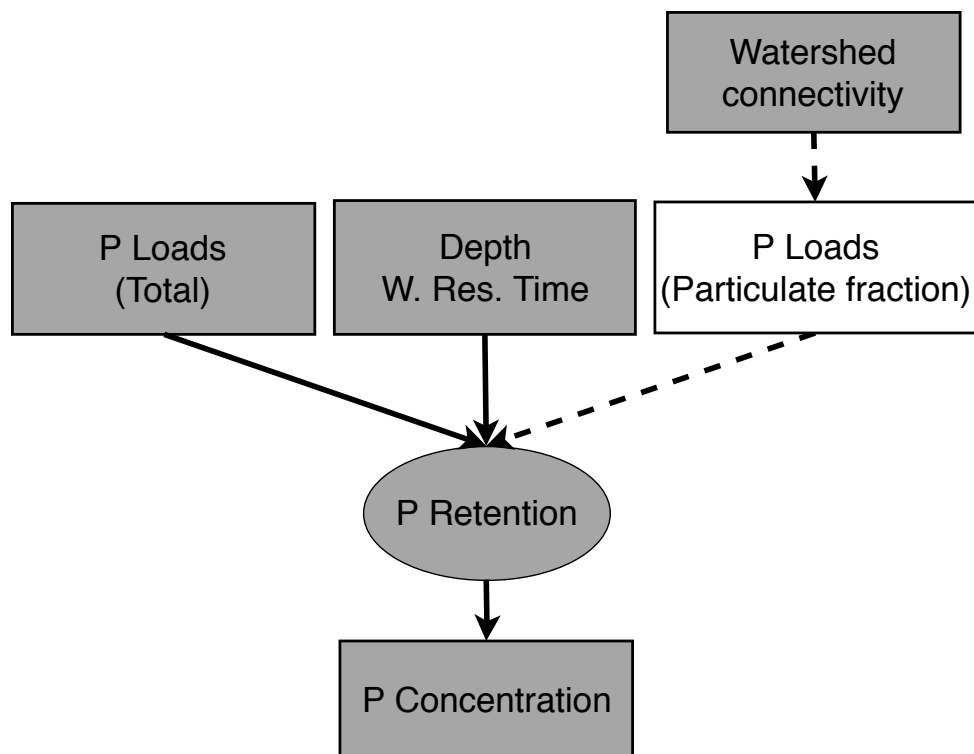 Watershed
connectivity
P Loads
(Total)
Depth
W. Res. Time
P Loads
(Particulate fraction)
P Retention
P Concentration